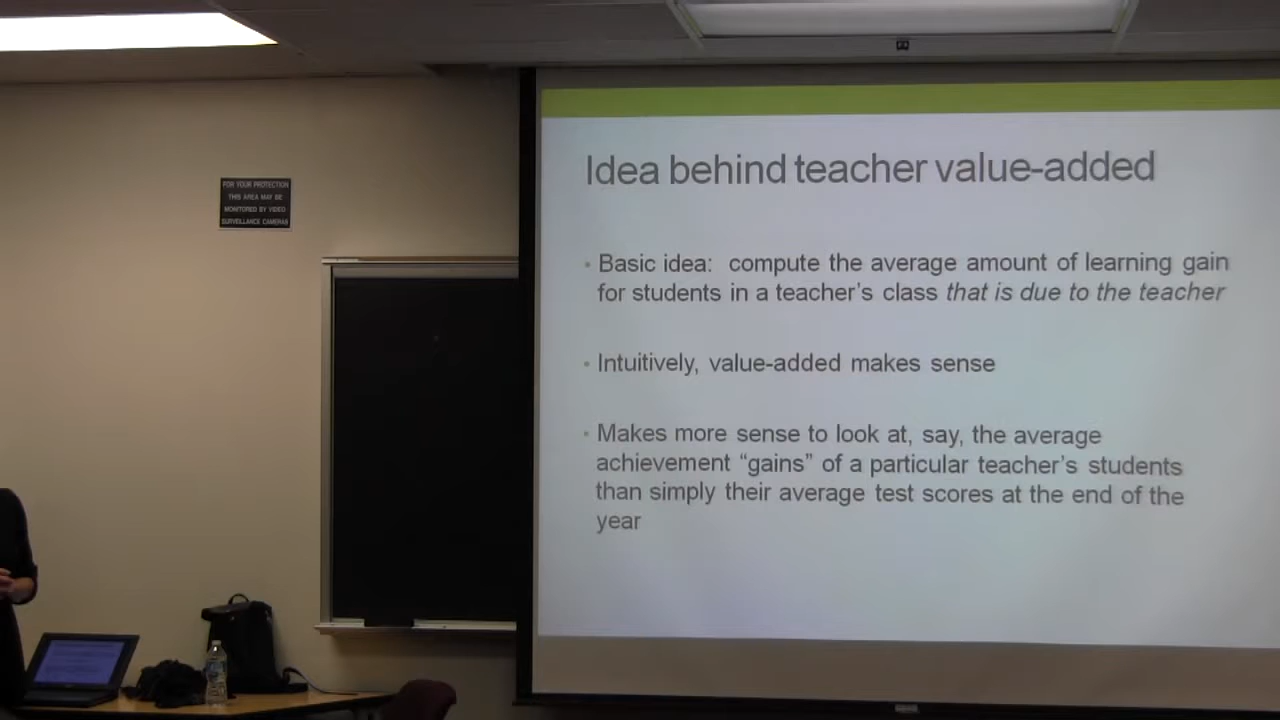 FOR YOUR PROTECTION
THIS AREA MAY BE
MONITORED BY VIDEO
SURVEILLANCE CAMERAS
Idea behind teacher value-added
• Basic idea: compute the average amount of learning gain
for students in a teacher's class that is due to the teacher
• Intuitively, value-added makes sense
• Makes more sense to look at, say, the average
achievement “gains” of a particular teacher's students
than simply their average test scores at the end of the
year